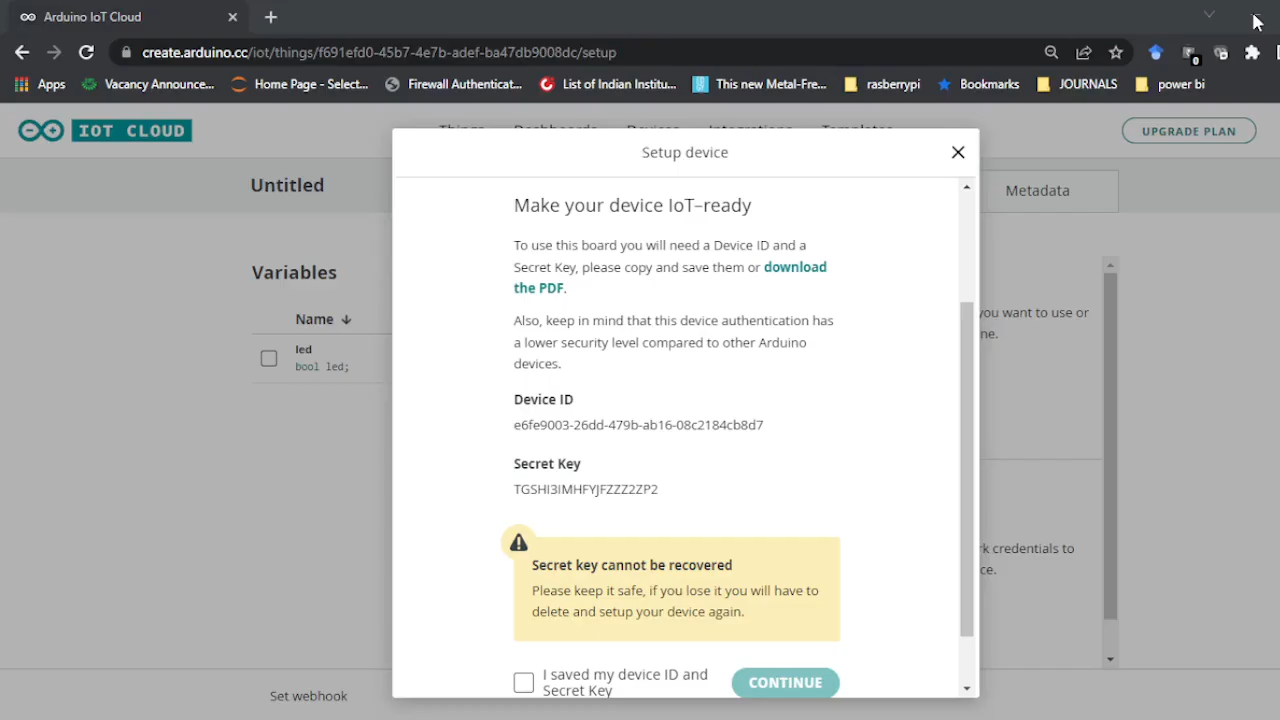 Arduino IoT Cloud
create.arduino.cc/iot/things/f691efd0-45b7-4e7b-adef-ba47db9008dc/setup
0
Apps Vacancy Announce... Home Page - Select... Firewall Authenticat... List of Indian Institu... This new Metal-Fre... rasberrypi Bookmarks JOURNALS power bi
IOT CLOUD Things Dashboards Devices Integrations Templates UPGRADE PLAN
Setup device
Untitled
Metadata
Make your device IoT-ready
To use this board you will need a Device ID and a
Secret Key, please copy and save them or download
the PDF.
Also, keep in mind that this device authentication has
a lower security level compared to other Arduino
devices.
Device ID
e6fe9003-26dd-479b-ab16-08c2184cb8d7
Secret Key
TGSHI3IMHFYJFZZZ2ZP2
Secret key cannot be recovered
Please keep it safe, if you lose it you will have to
delete and setup your device again.
I saved my device ID and
Secret Key
CONTINUE
Variables
Name
led
bool led;
you want to use or
ne.
rk credentials to
ce.
Set webhook